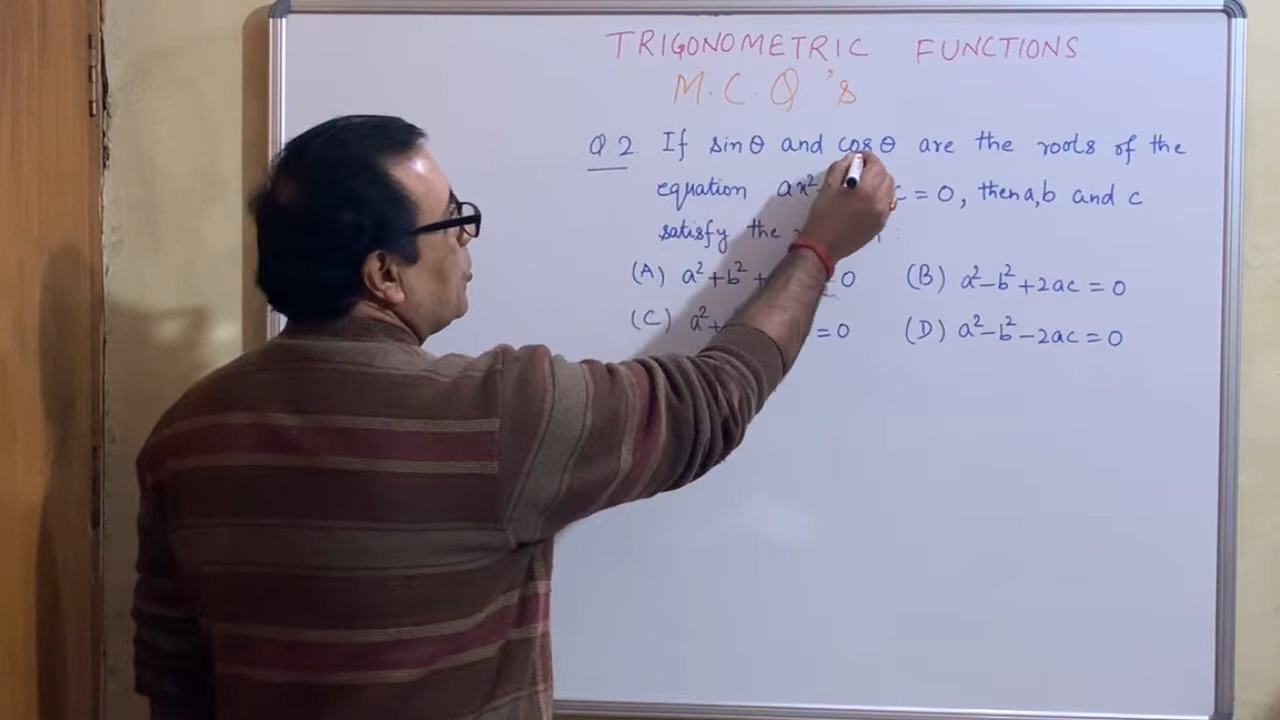 TRIGONOMETRIC FUNCTIONS
M.C.Q's
Q.2. If sinθ and cosθ are the roots of the
equation ax² = 0, then a,b and c
satisfy the :
(A) a²+b²+ =0 (B) a²-b²+2ac=0
(C) a²+ =0 (D) a²-b²-2ac=0